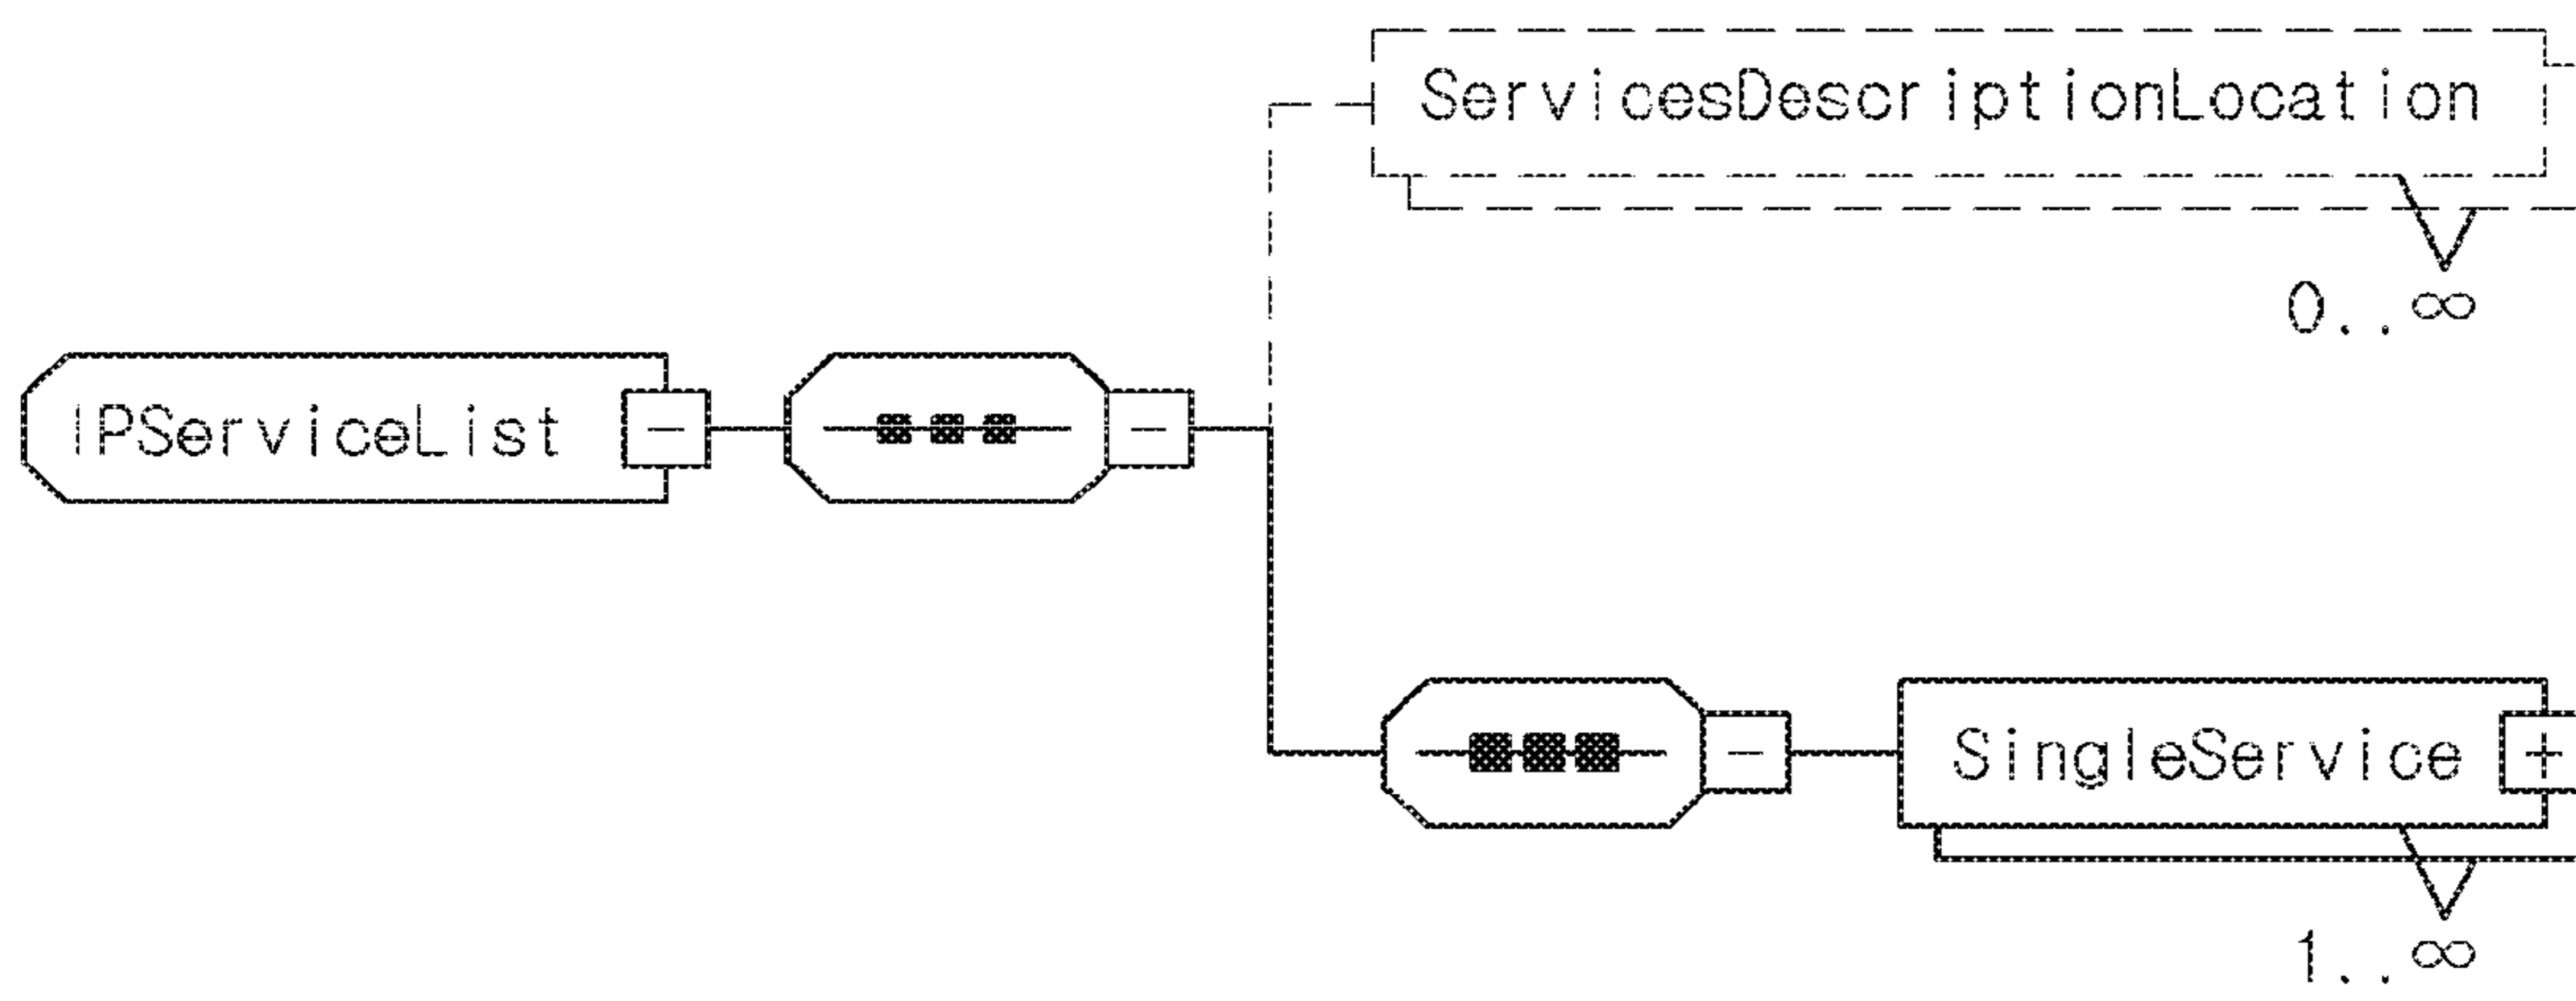 ServicesDescriptionLocation
0..∞
IPServiceList
SingleService
1..∞